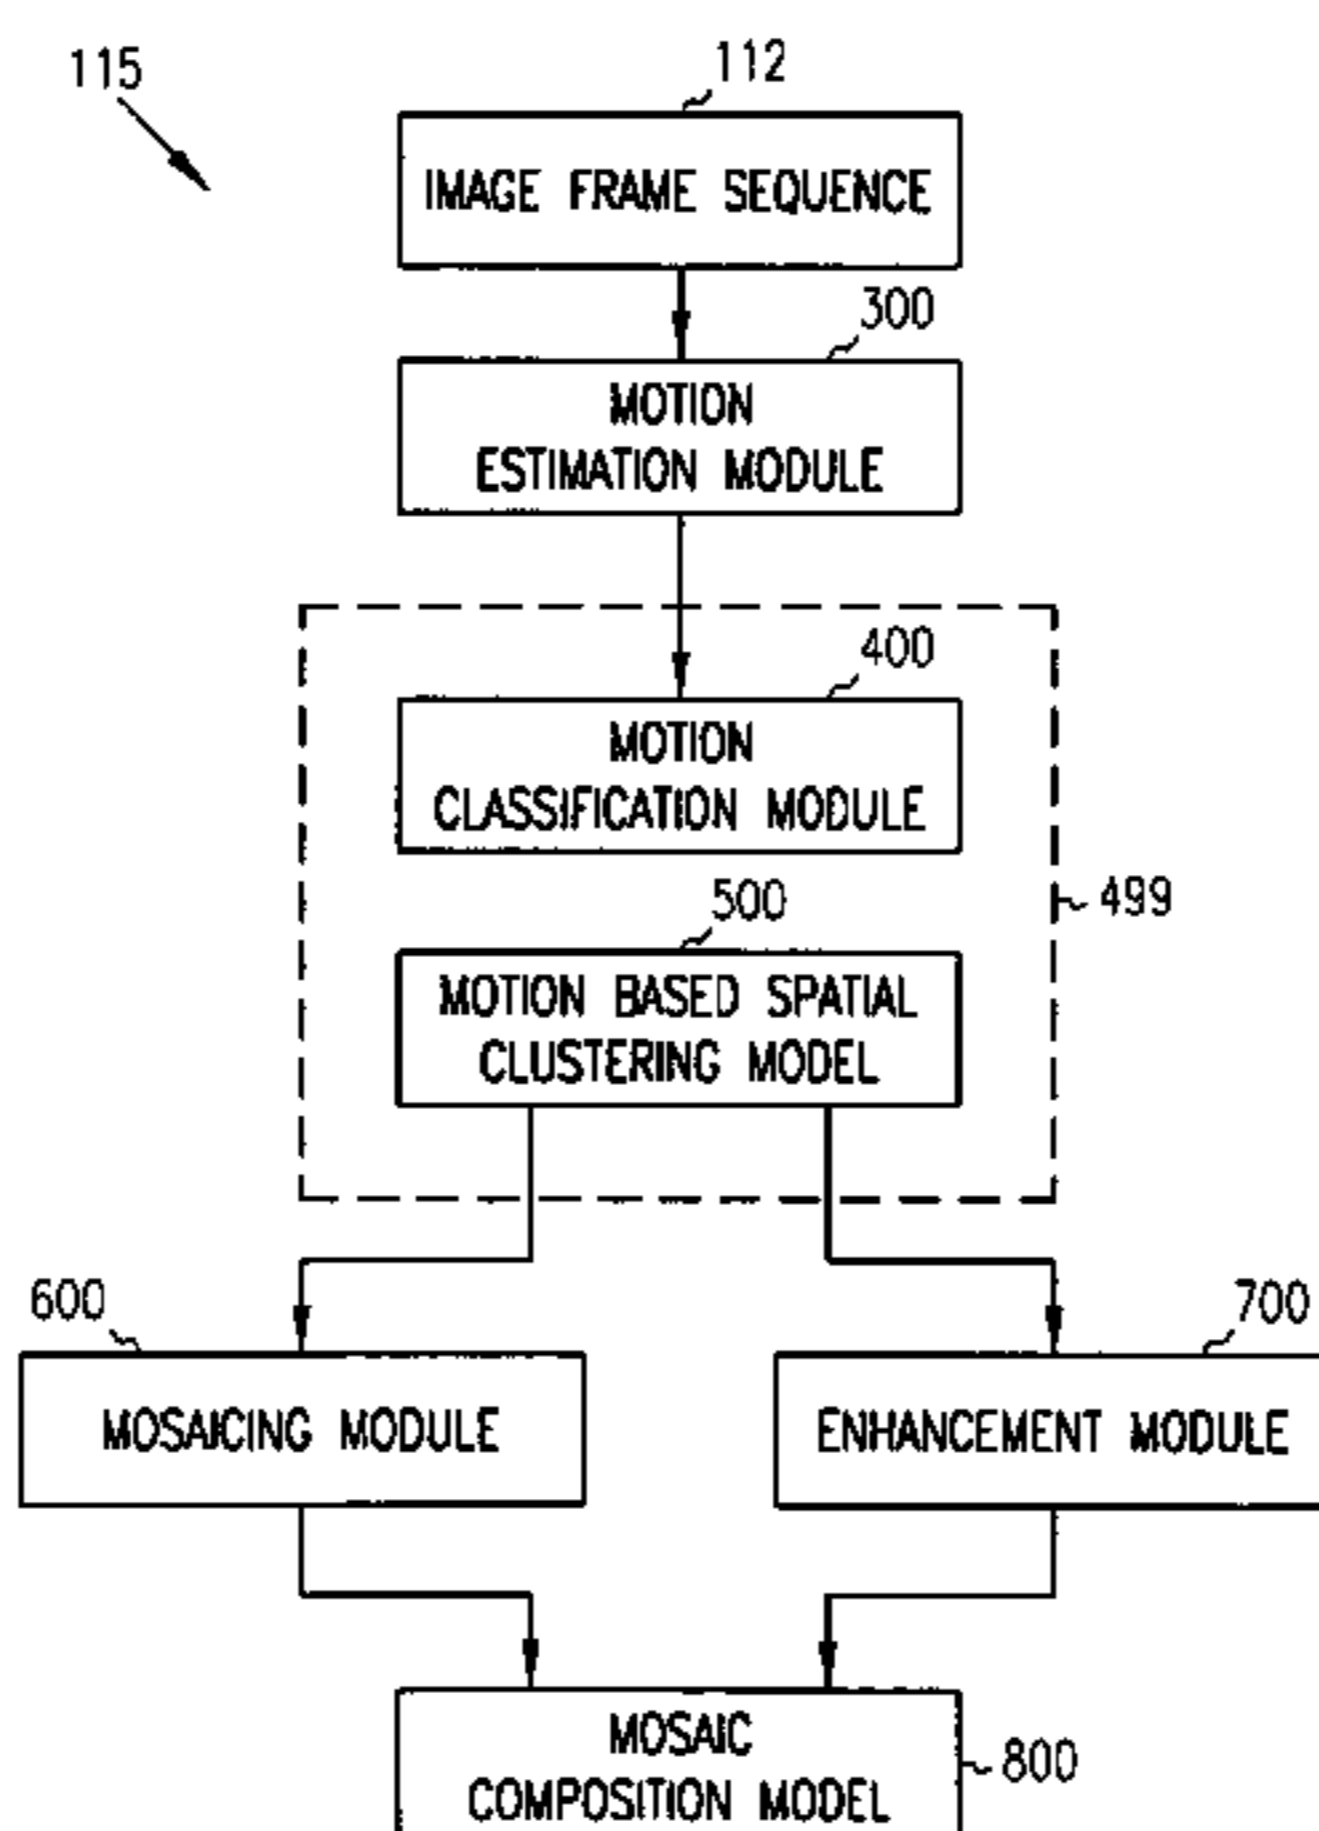 115
112
IMAGE FRAME SEQUENCE
300
MOTION
ESTIMATION MODULE
400
MOTION
CLASSIFICATION MODULE
499
500
MOTION BASED SPATIAL
CLUSTERING MODEL
600
MOSAICING MODULE
700
ENHANCEMENT MODULE
MOSAIC
COMPOSITION MODEL
800